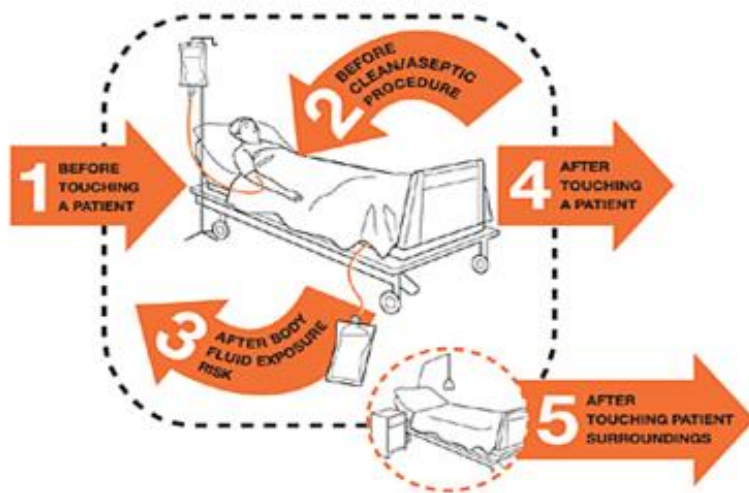 1
BEFORE
TOUCHING
A PATIENT
2
BEFORE
CLEAN/ASEPTIC
PROCEDURE
3
AFTER BODY
FLUID EXPOSURE
RISK
4
AFTER
TOUCHING
A PATIENT
5
AFTER
TOUCHING PATIENT
SURROUNDINGS